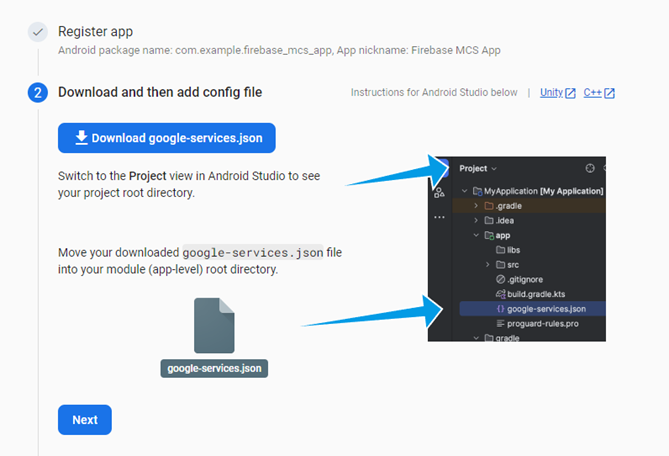 Register app
Android package name: com.example.firebase_mcs_app, App nickname: Firebase MCS App
2
Download and then add config file
Instructions for Android Studio below | Unity C++
Download google-services.json
Switch to the Project view in Android Studio to see
your project root directory.
Move your downloaded google-services.json file
into your module (app-level) root directory.
google-services.json
Next
Project
MyApplication [My Application]
.gradle
.idea
app
libs
src
.gitignore
build.gradle.kts
{} google-services.json
proguard-rules.pro
gradle